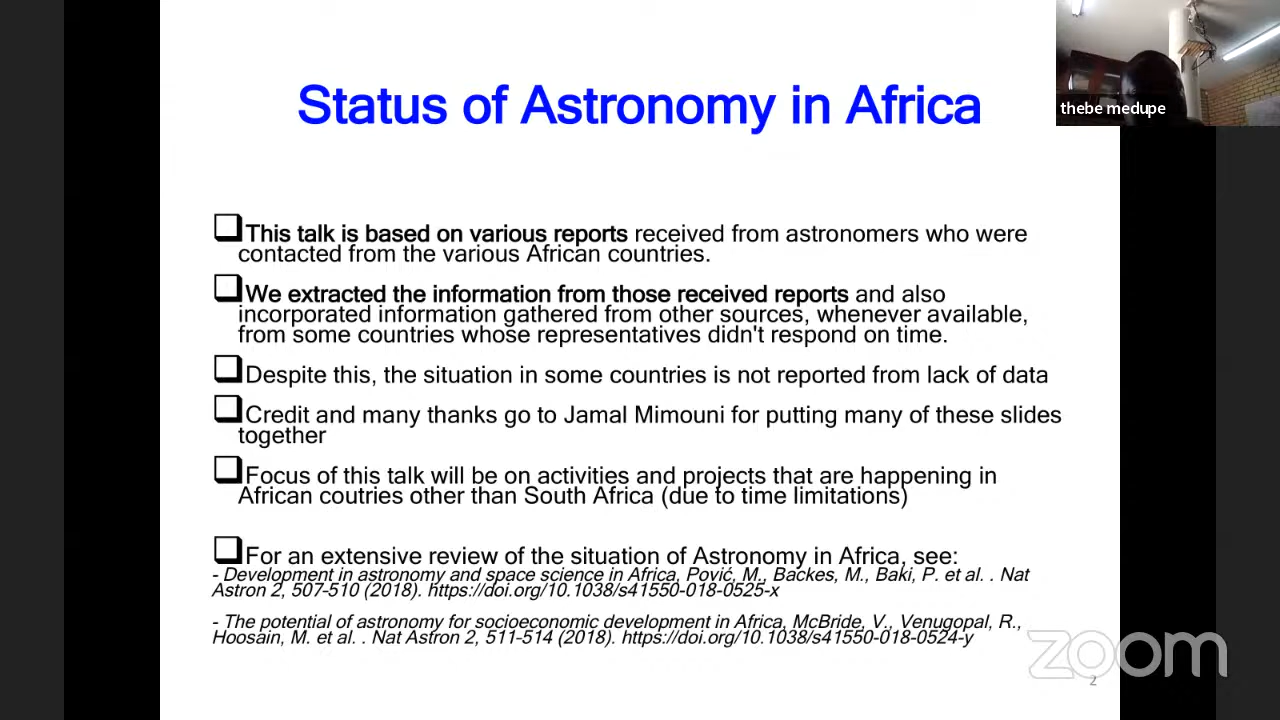 Status of Astronomy in Africa
thebe medupe
This talk is based on various reports received from astronomers who were
contacted from the various African countries.
We extracted the information from those received reports and also
incorporated information gathered from other sources, whenever available,
from some countries whose representatives didn't respond on time.
Despite this, the situation in some countries is not reported from lack of data
Credit and many thanks go to Jamal Mimouni for putting many of these slides
together
Focus of this talk will be on activities and projects that are happening in
African coutries other than South Africa (due to time limitations)
For an extensive review of the situation of Astronomy in Africa, see:
- Development in astronomy and space science in Africa, Pović, M., Backes, M., Baki, P. et al. . Nat
Astron 2, 507-510 (2018). https://doi.org/10.1038/s41550-018-0525-x
- The potential of astronomy for socioeconomic development in Africa, McBride, V., Venugopal, R.,
Hoosain, M. et al. . Nat Astron 2, 511-514 (2018). https://doi.org/10.1038/s41550-018-0524-y
zoom
2